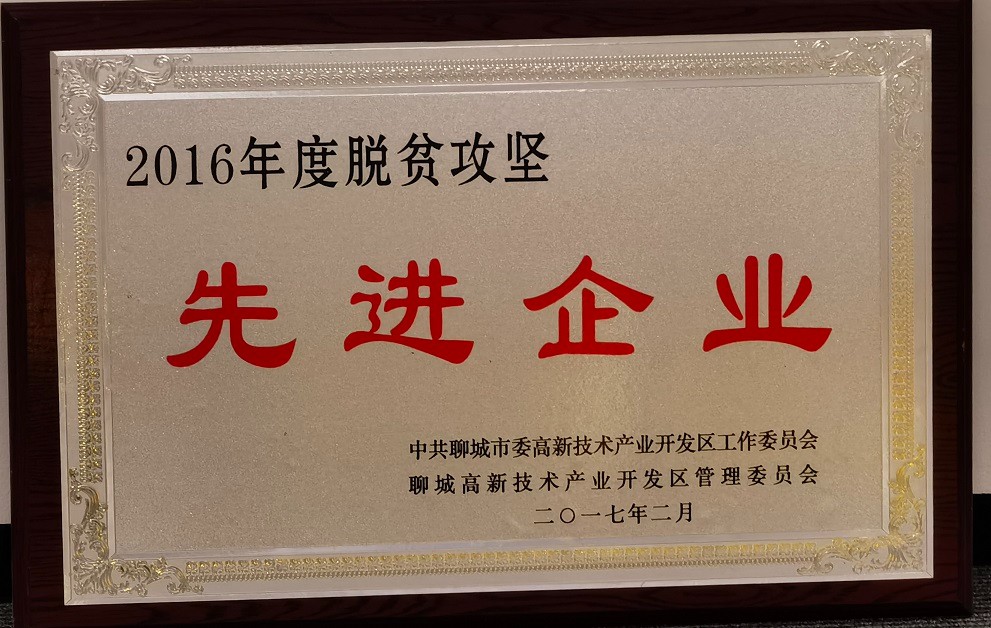 2016年度脱贫攻坚
先进企业
中共聊城市委高新技术产业开发区工作委员会
聊城高新技术产业开发区管理委员会
二〇一七年二月